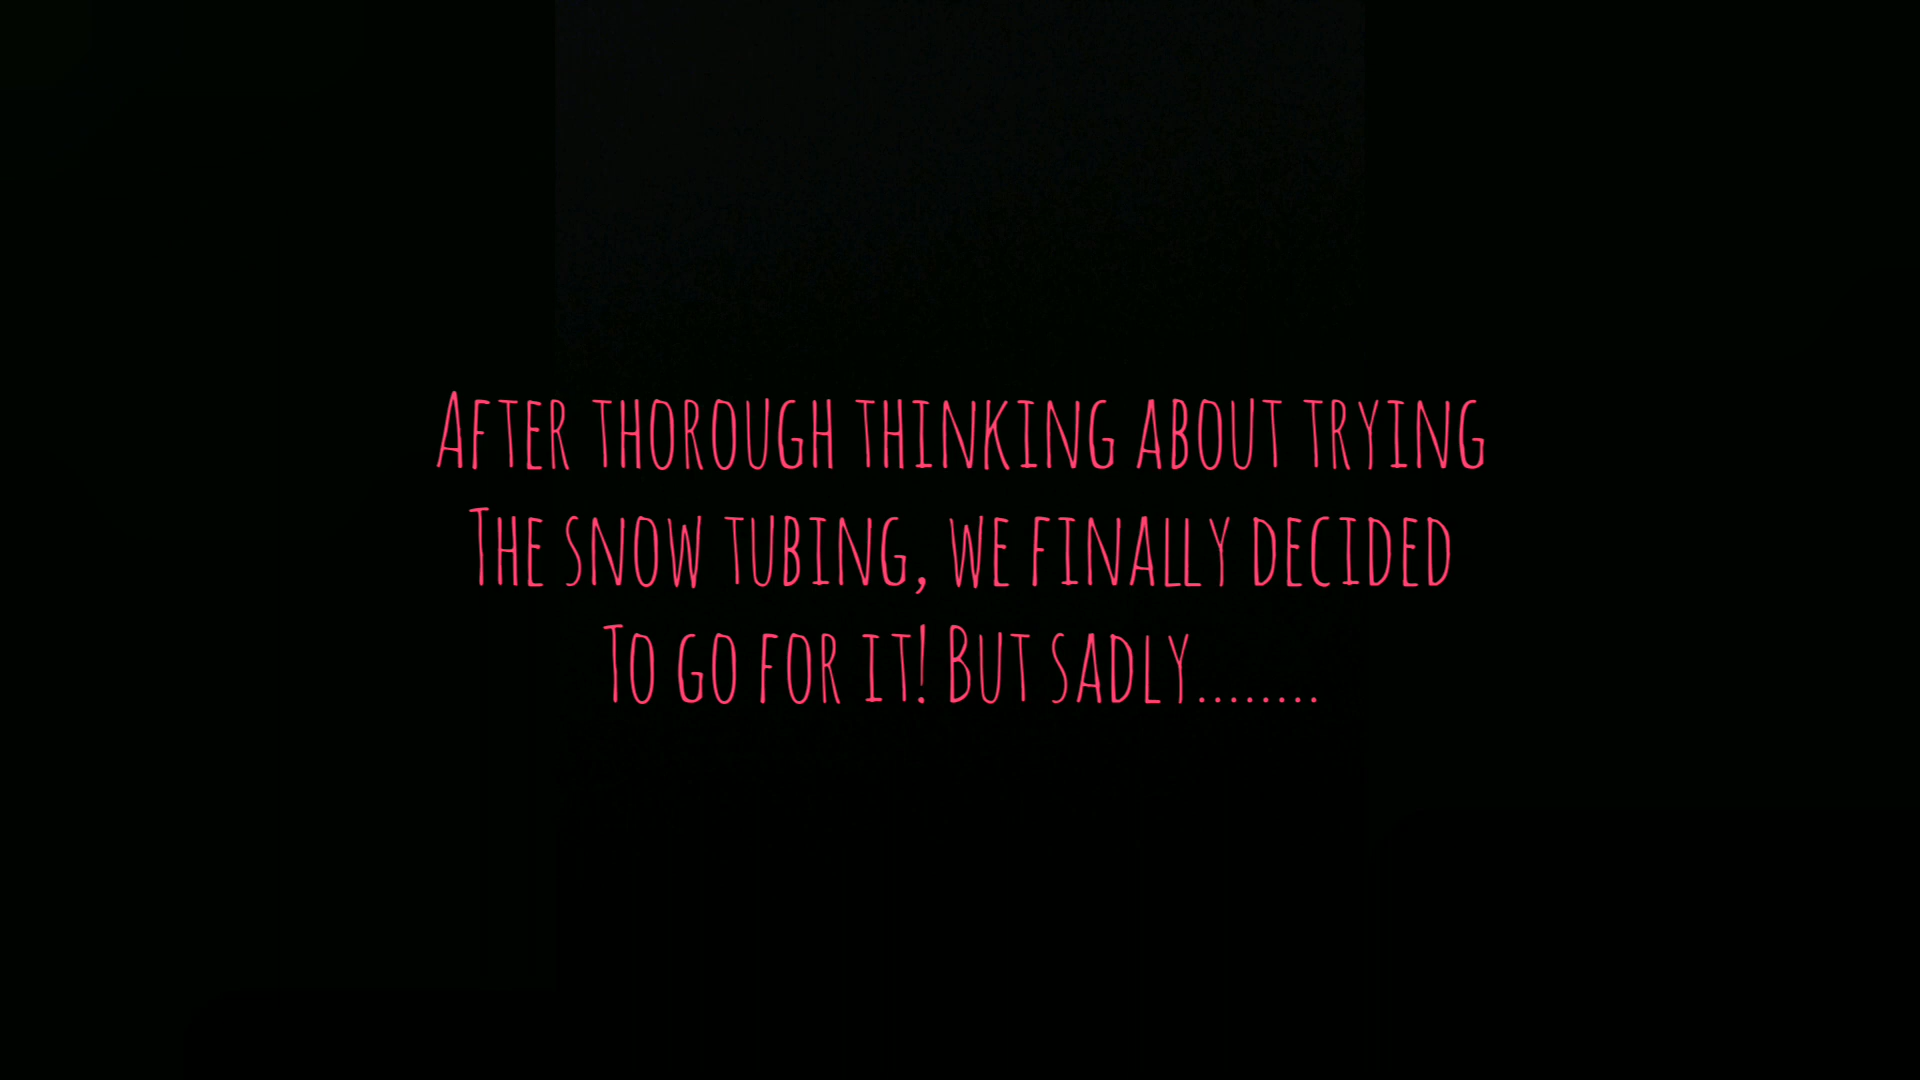 After thorough thinking about trying
The snow tubing, we finally decided
To go for it! But sadly........